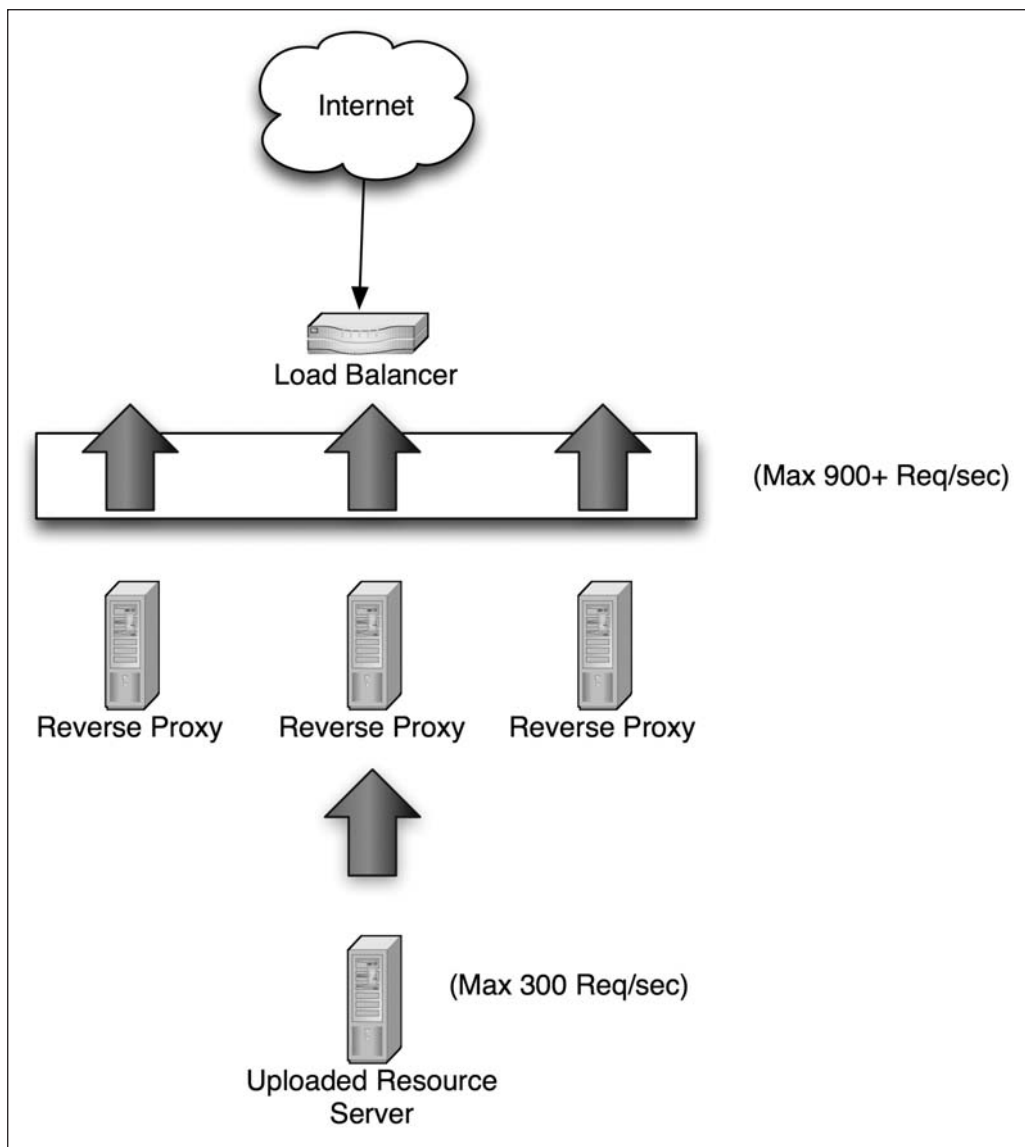 Internet
Load Balancer
(Max 900+ Req/sec)
Reverse Proxy
Reverse Proxy
Reverse Proxy
(Max 300 Req/sec)
Uploaded Resource
Server